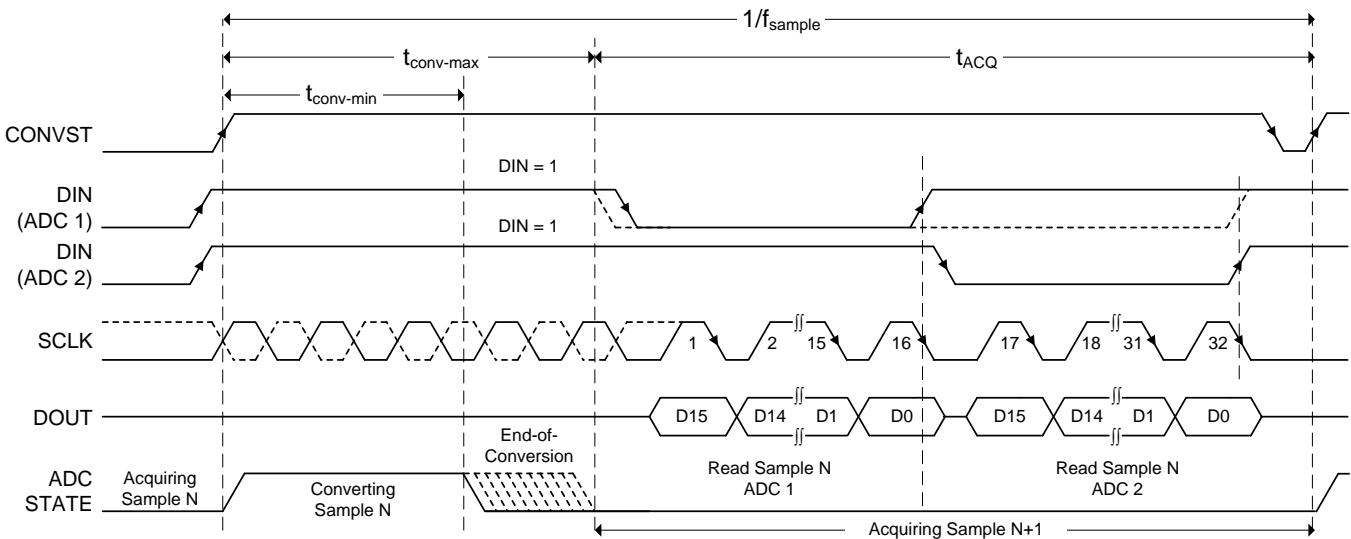 1/fsample
tconv-max
tACQ
tconv-min
CONVST
DIN = 1
DIN
(ADC 1)
DIN = 1
DIN
(ADC 2)
SCLK
1 2 15 16 17 18 31 32
DOUT
D15 D14 D1 D0 D15 D14 D1 D0
End-of-
Conversion
ADC
STATE
Acquiring
Sample N
Converting
Sample N
Read Sample N
ADC 1
Read Sample N
ADC 2
Acquiring Sample N+1